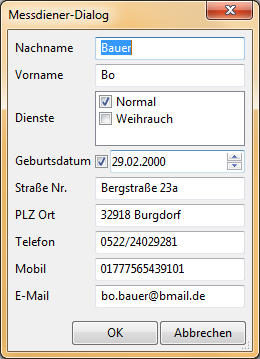 Messdiener-Dialog
Nachname Bauer
Vorname Bo
Dienste
Normal
Weihrauch
Geburtsdatum 29.02.2000
Straße Nr. Bergstraße 23a
PLZ Ort 32918 Burgdorf
Telefon 0522/24029281
Mobil 01777565439101
E-Mail bo.bauer@bmail.de
OK Abbrechen